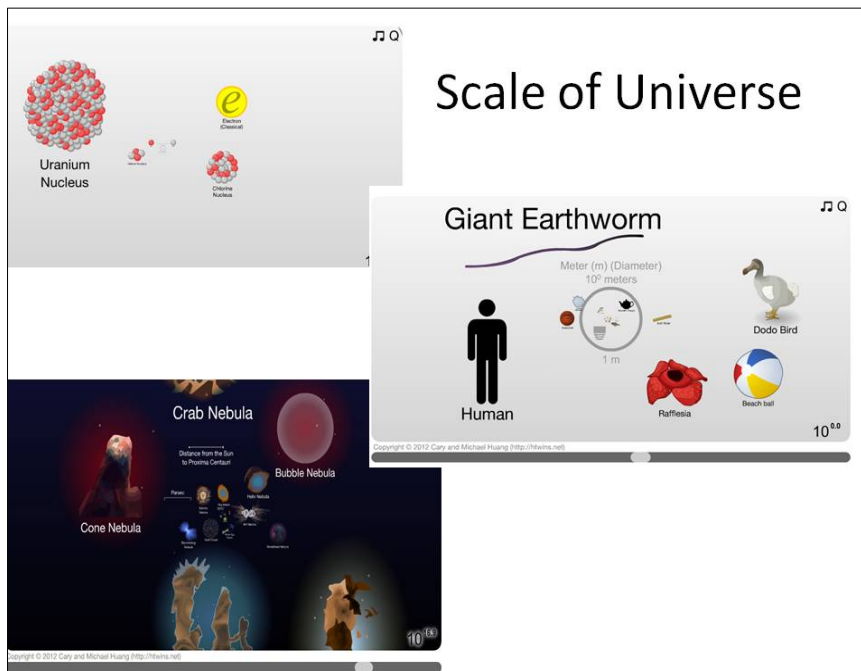 Scale of Universe
Q
Uranium
Nucleus
e
Electron
(Classical)
Chlorine
Nucleus
Q
Giant Earthworm
Meter (m) (Diameter)
10⁰ meters
1 m
Human
Dodo Bird
Rafflesia
Beach ball
10⁰·⁰
Copyright © 2012 Cary and Michael Huang (http://htwins.net)
Crab Nebula
Distance from the Sun
to Proxima Centauri
Bubble Nebula
Parsec
Helix Nebula
Cone Nebula
Copyright © 2012 Cary and Michael Huang (http://htwins.net)